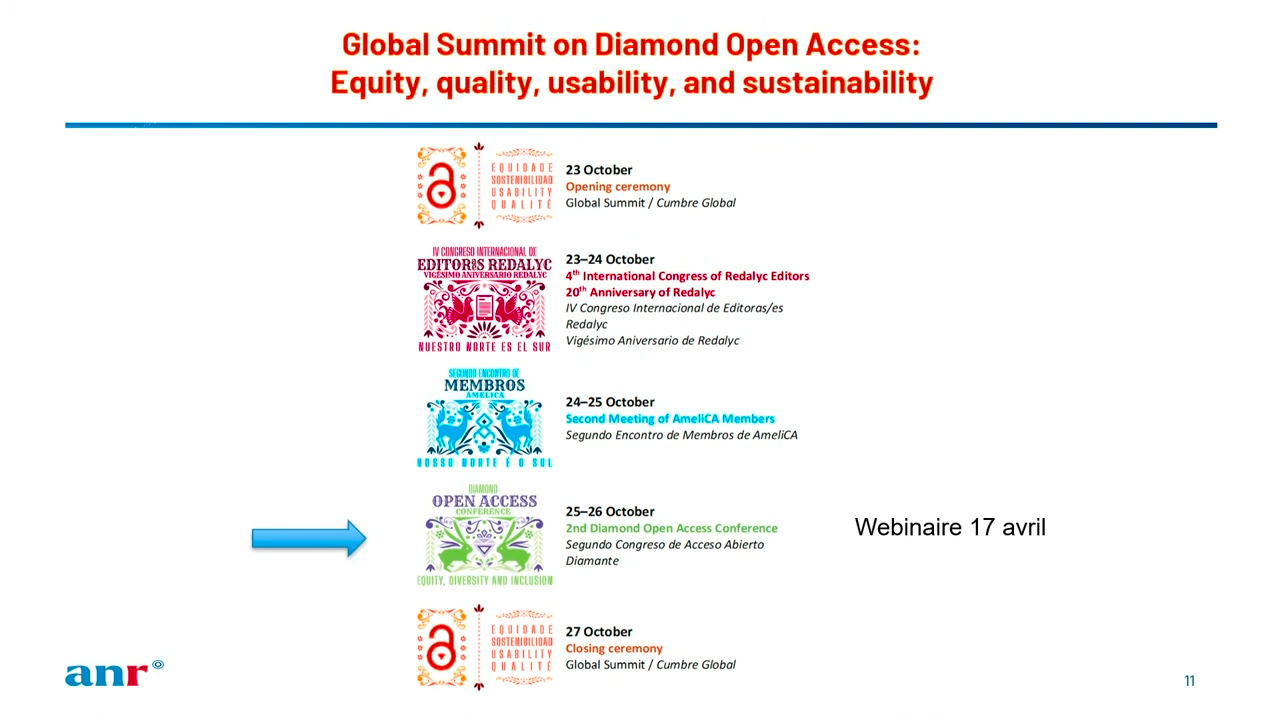 Global Summit on Diamond Open Access:
Equity, quality, usability, and sustainability
EQUIDADE
SOSTENIBILIDAD
USABILITY
QUALITÉ
23 October
Opening ceremony
Global Summit / Cumbre Global
IV CONGRESO INTERNACIONAL DE
EDITOR@S REDALYC
VIGÉSIMO ANIVERSARIO REDALYC
NUESTRO NORTE ES EL SUR
23–24 October
4th International Congress of Redalyc Editors
20th Anniversary of Redalyc
IV Congreso Internacional de Editoras/es
Redalyc
Vigésimo Aniversario de Redalyc
SEGUNDO ENCONTRO DE
MEMBROS
AMELICA
NOSSO NORTE É O SUL
24–25 October
Second Meeting of AmeliCA Members
Segundo Encontro de Membros de AmeliCA
DIAMOND
OPEN ACCESS
CONFERENCE
EQUITY, DIVERSITY AND INCLUSION
25–26 October
2nd Diamond Open Access Conference
Segundo Congreso de Acceso Abierto
Diamante
Webinaire 17 avril
EQUIDADE
SOSTENIBILIDAD
USABILITY
QUALITÉ
27 October
Closing ceremony
Global Summit / Cumbre Global
anr
11